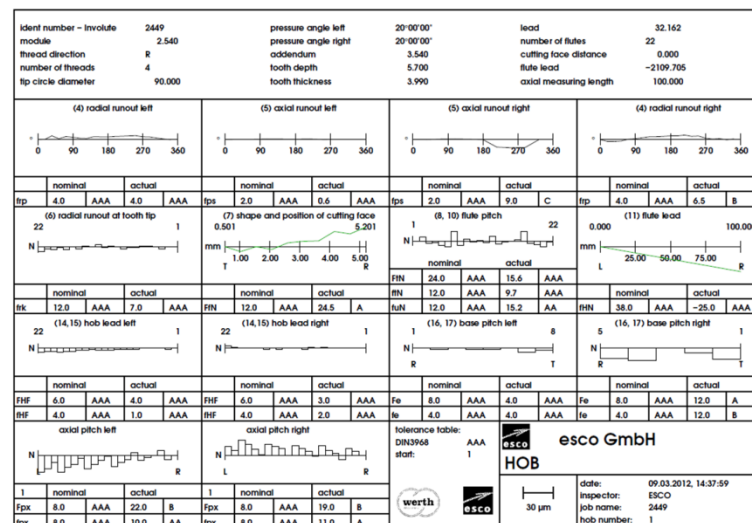 ident number – Involute 2449 pressure angle left 20°00'00" lead 32.162
module 2.540 pressure angle right 20°00'00" number of flutes 22
thread direction R addendum 3.540 cutting face distance 0.000
number of threads 4 tooth depth 5.700 flute lead –2109.705
tip circle diameter 90.000 tooth thickness 3.990 axial measuring length 100.000
(4) radial runout left (5) axial runout left (5) axial runout right (4) radial runout right
0 90 180 270 360 0 90 180 270 360 0 90 180 270 360 0 90 180 270 360
nominal actual nominal actual nominal actual nominal actual
frp 4.0 AAA 4.0 AAA fps 2.0 AAA 0.6 AAA fps 2.0 AAA 9.0 C frp 4.0 AAA 6.5 B
(6) radial runout at tooth tip (7) shape and position of cutting face (8, 10) flute pitch (11) flute lead
22 1 0.501 5.201 1 22 0.000 100.00
N mm N mm
1.00 2.00 3.00 4.00 5.00 25.00 50.00 75.00
T R L R
nominal actual
FfN 24.0 AAA 15.6 AAA
nominal actual nominal actual ffN 12.0 AAA 9.7 AAA nominal actual
frk 12.0 AAA 7.0 AAA FfN 12.0 AAA 24.5 A fuN 12.0 AAA 15.2 AA fHN 38.0 AAA –25.0 AAA
(14,15) hob lead left (14,15) hob lead right (16, 17) base pitch left (16, 17) base pitch right
22 1 22 1 1 8 5 1
N N N N
R T R T
nominal actual nominal actual nominal actual nominal actual
FHF 6.0 AAA 4.0 AAA FHF 6.0 AAA 3.0 AAA Fe 8.0 AAA 4.0 AAA Fe 8.0 AAA 12.0 A
fHF 4.0 AAA 1.0 AAA fHF 4.0 AAA 2.0 AAA fe 4.0 AAA 4.0 AAA fe 4.0 AAA 12.0 B
axial pitch left axial pitch right
N N
L R L R
1 nominal actual 1 nominal actual
Fpx 8.0 AAA 22.0 B Fpx 8.0 AAA 19.0 B
fpx 8.0 AAA 10.0 AA fpx 8.0 AAA 11.0 A
tolerance table:
DIN3968 AAA
start: 1
werth esco
esco esco GmbH
HOB
30 µm
date: 09.03.2012, 14:37:59
inspector: ESCO
job name: 2449
hob number: 1